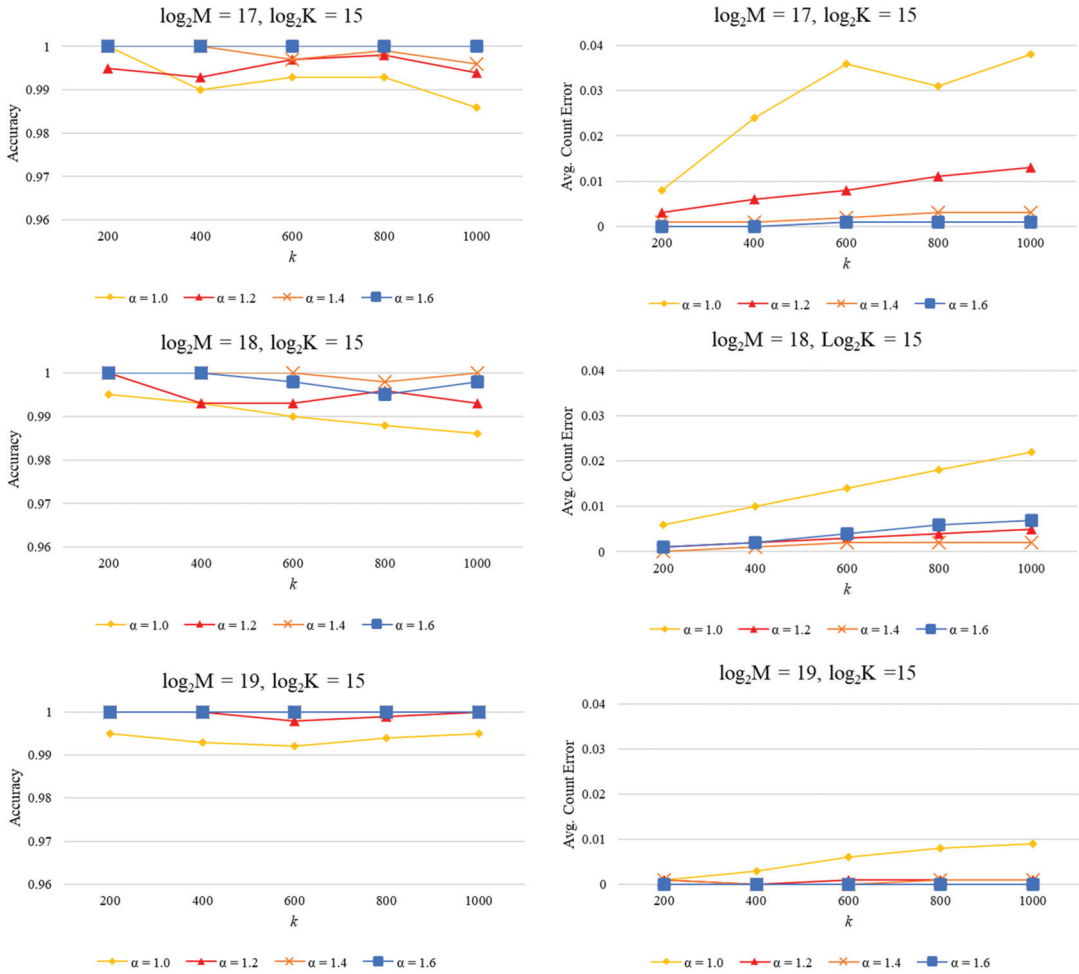 log₂M = 17, log₂K = 15
1
0.99
0.98
0.97
0.96
Accuracy
200 400 600 800 1000
k
α = 1.0 α = 1.2 α = 1.4 α = 1.6
log₂M = 17, log₂K = 15
0.04
0.03
0.02
0.01
0
Avg. Count Error
200 400 600 800 1000
k
α = 1.0 α = 1.2 α = 1.4 α = 1.6
log₂M = 18, log₂K = 15
1
0.99
0.98
0.97
0.96
Accuracy
200 400 600 800 1000
k
α = 1.0 α = 1.2 α = 1.4 α = 1.6
log₂M = 18, Log₂K = 15
0.04
0.03
0.02
0.01
0
Avg. Count Error
200 400 600 800 1000
k
α = 1.0 α = 1.2 α = 1.4 α = 1.6
log₂M = 19, log₂K = 15
1
0.99
0.98
0.97
0.96
Accuracy
200 400 600 800 1000
k
α = 1.0 α = 1.2 α = 1.4 α = 1.6
log₂M = 19, log₂K =15
0.04
0.03
0.02
0.01
0
Avg. Count Error
200 400 600 800 1000
k
α = 1.0 α = 1.2 α = 1.4 α = 1.6